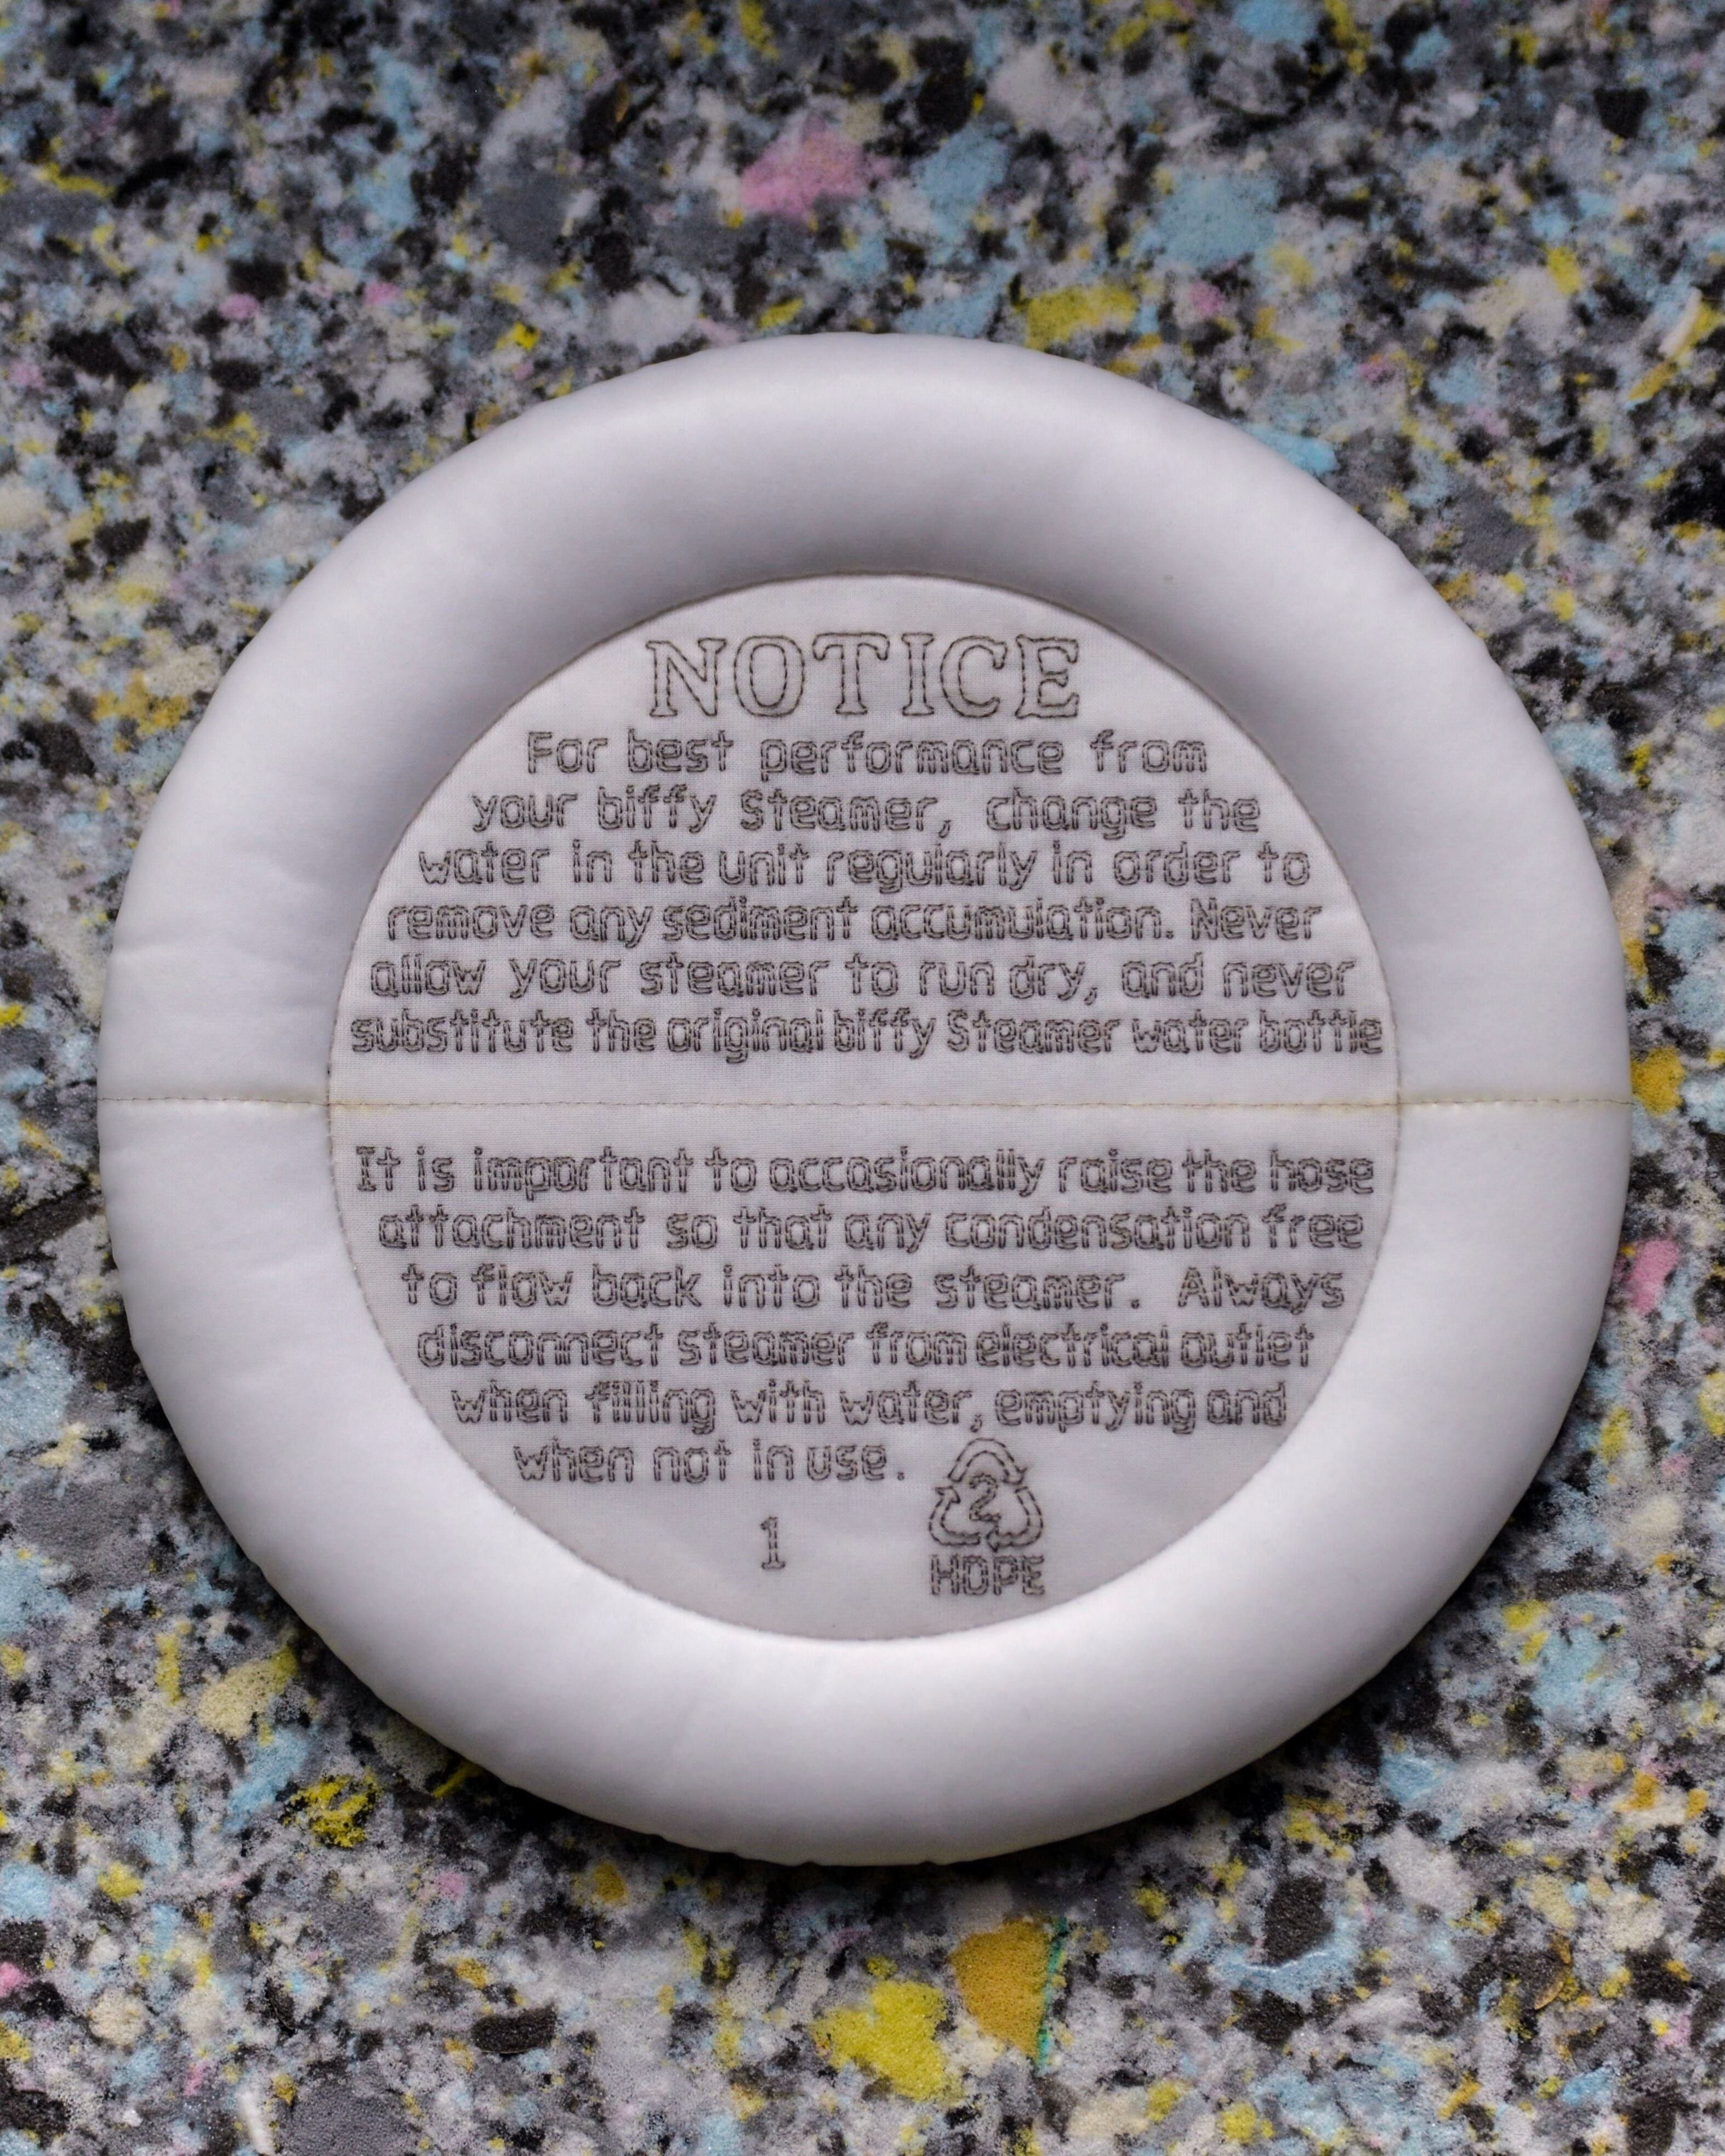 NOTICE
For best performance from
your biffy Steamer, change the
water in the unit regularly in order to
remove any sediment accumulation. Never
allow your steamer to run dry, and never
substitute the original biffy Steamer water bottle
It is important to occasionally raise the hose
attachment so that any condensation free
to flow back into the steamer. Always
disconnect steamer from electrical outlet
when filling with water, emptying and
when not in use.
2
1
HDPE